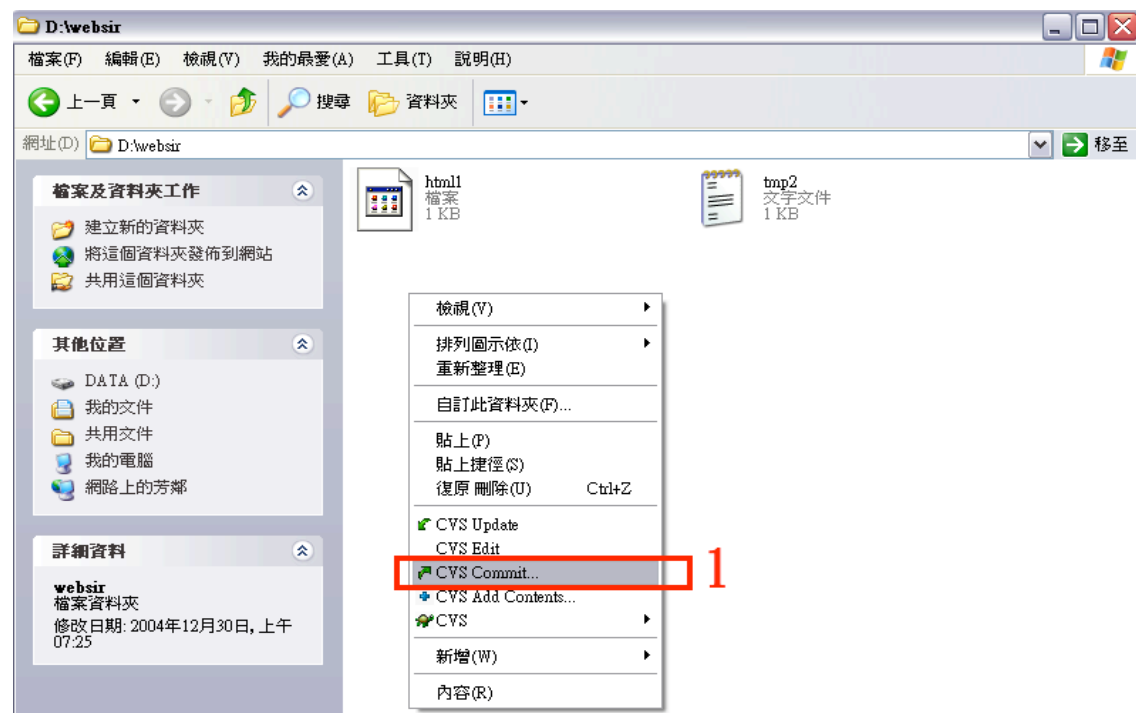 D:\websir
檔案(F) 編輯(E) 檢視(V) 我的最愛(A) 工具(T) 說明(H)
上一頁 搜尋 資料夾
網址(D) D:\websir 移至
檔案及資料夾工作
建立新的資料夾
將這個資料夾發佈到網站
共用這個資料夾
其他位置
DATA (D:)
我的文件
共用文件
我的電腦
網路上的芳鄰
詳細資料
websir
檔案資料夾
修改日期: 2004年12月30日, 上午
07:25
html1
檔案
1 KB
tmp2
文字文件
1 KB
檢視(V)
排列圖示依(I)
重新整理(E)
自訂此資料夾(F)...
貼上(P)
貼上捷徑(S)
復原 刪除(U) Ctrl+Z
CVS Update
CVS Edit
CVS Commit...
1
CVS Add Contents...
CVS
新增(W)
內容(R)